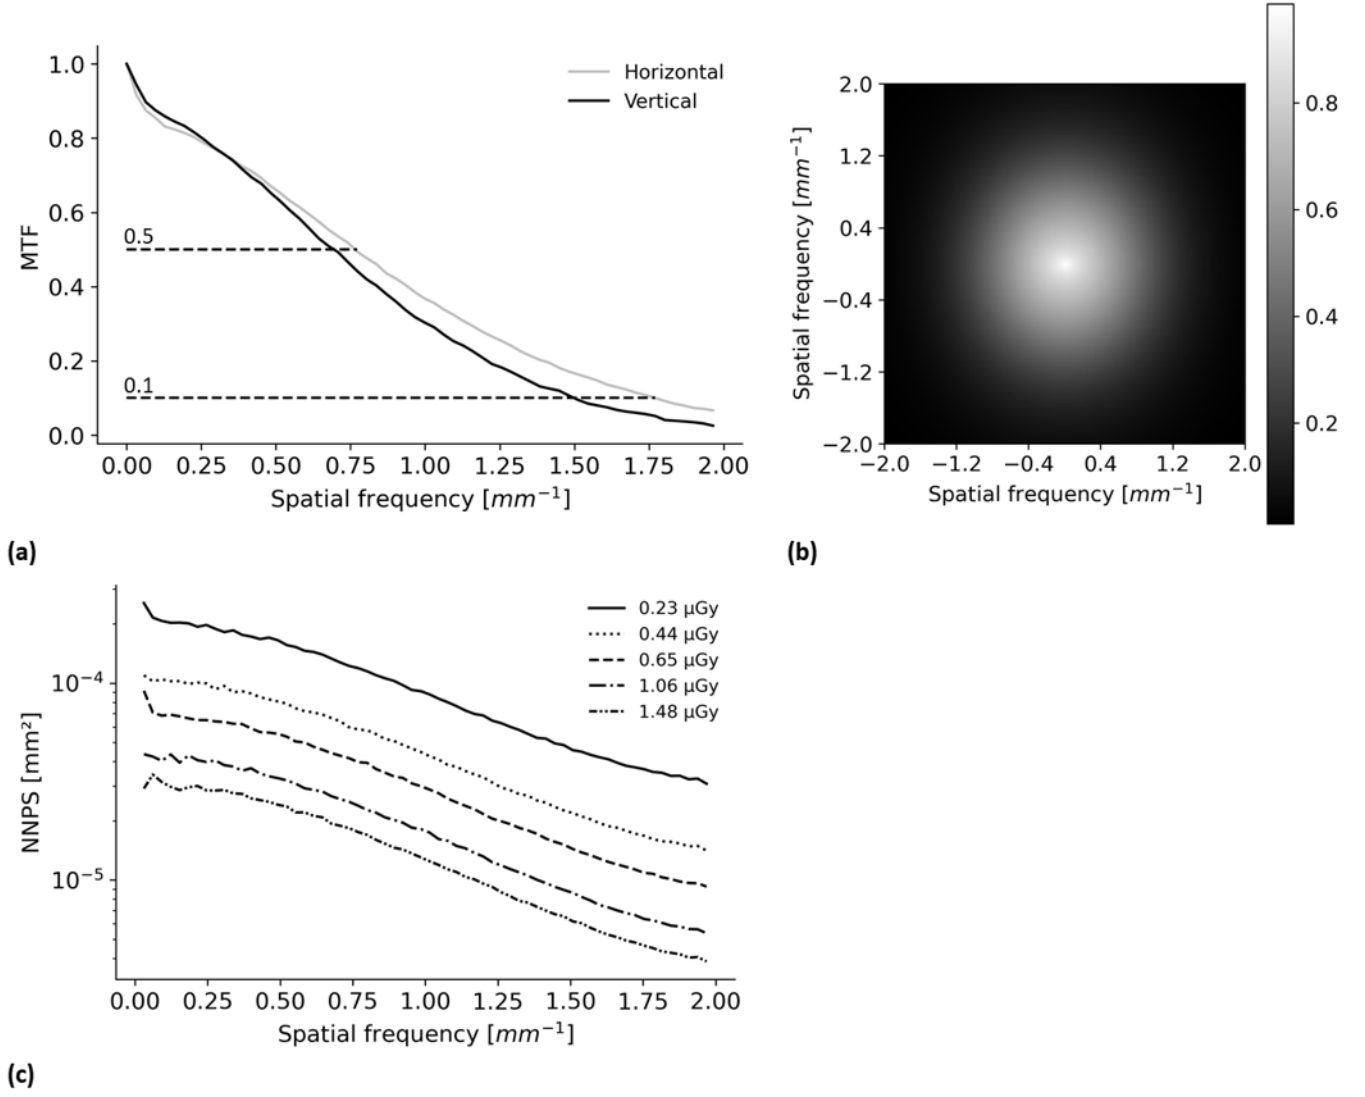 1.0
0.8
0.6
0.4
0.2
0.0
MTF
Horizontal
Vertical
0.5
0.1
0.00 0.25 0.50 0.75 1.00 1.25 1.50 1.75 2.00
Spatial frequency [mm⁻¹]
(a)
2.0
1.2
0.4
−0.4
−1.2
−2.0
Spatial frequency [mm⁻¹]
−2.0 −1.2 −0.4 0.4 1.2 2.0
Spatial frequency [mm⁻¹]
0.8
0.6
0.4
0.2
(b)
10⁻⁴
10⁻⁵
NNPS [mm²]
0.23 µGy
0.44 µGy
0.65 µGy
1.06 µGy
1.48 µGy
0.00 0.25 0.50 0.75 1.00 1.25 1.50 1.75 2.00
Spatial frequency [mm⁻¹]
(c)